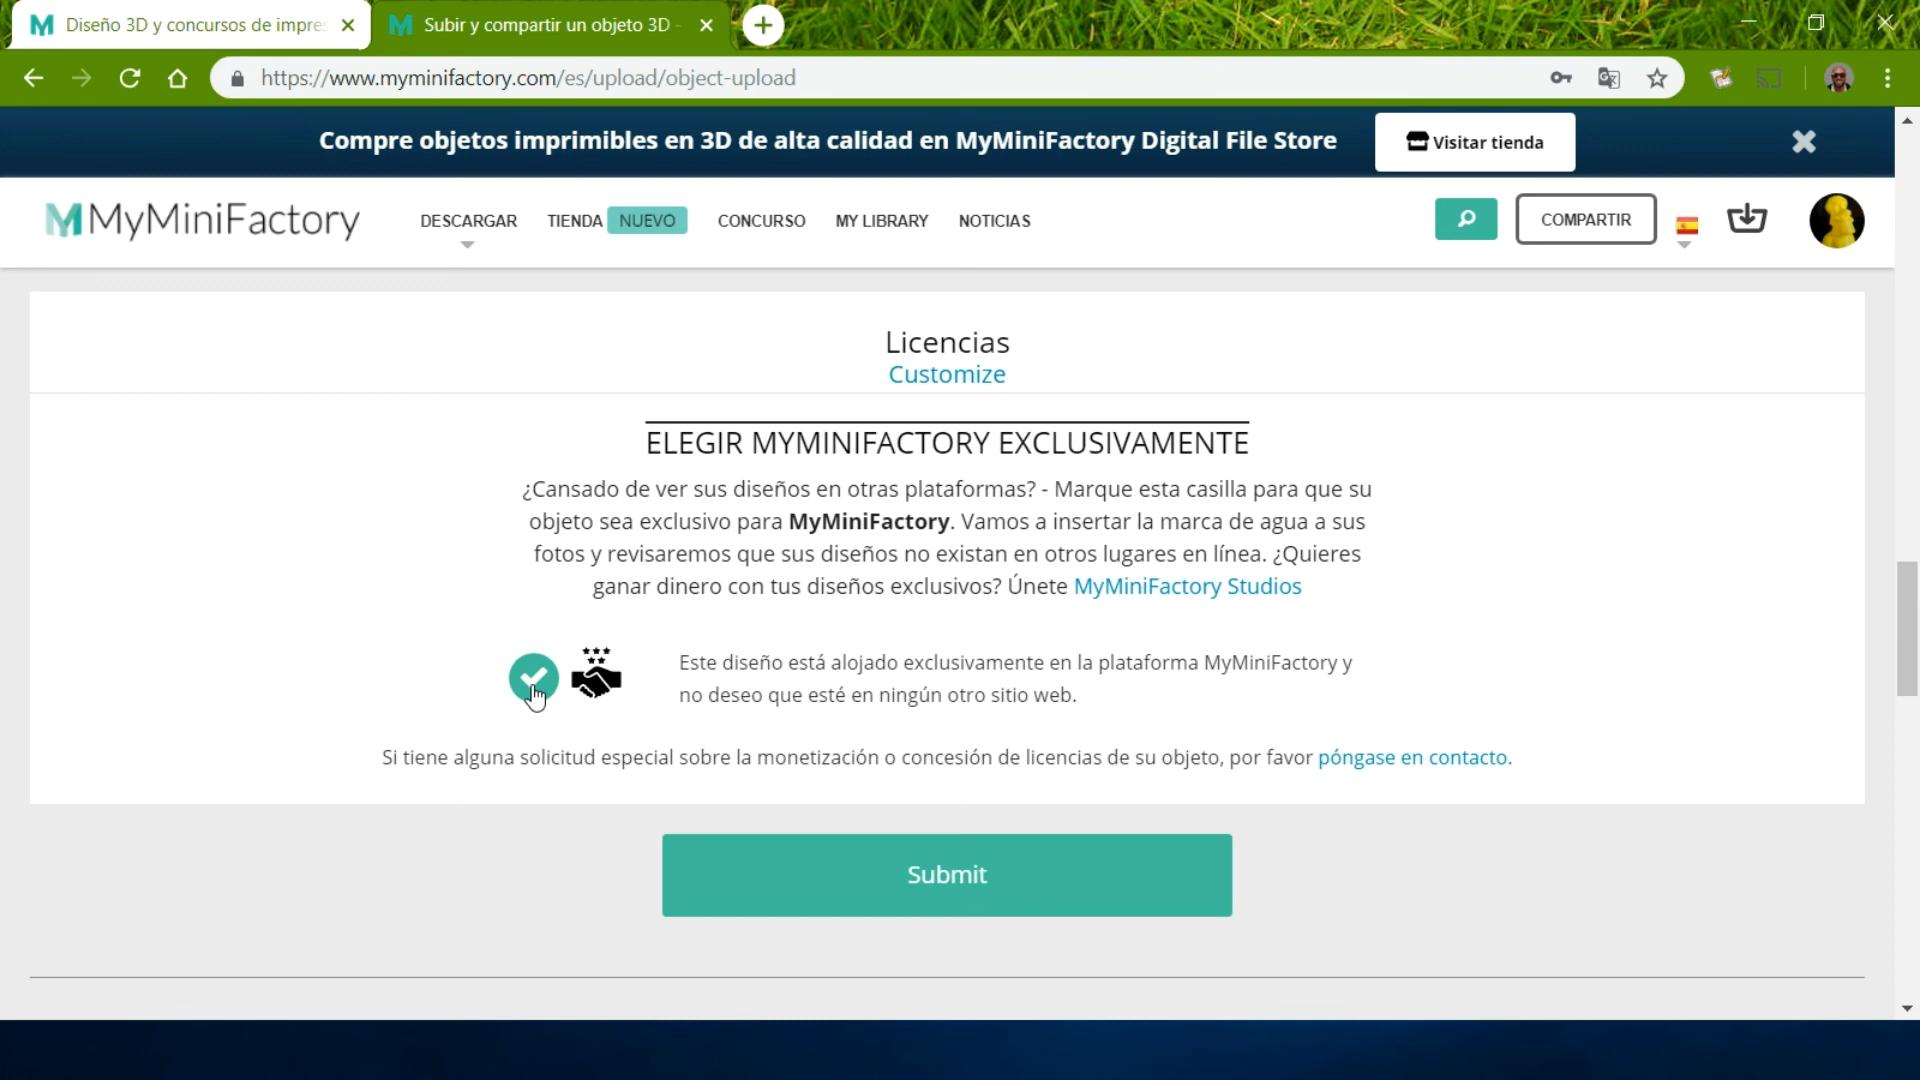 Diseño 3D y concursos de impres
Subir y compartir un objeto 3D -
https://www.myminifactory.com/es/upload/object-upload
Compre objetos imprimibles en 3D de alta calidad en MyMiniFactory Digital File Store
Visitar tienda
MyMiniFactory
DESCARGAR
TIENDA NUEVO
CONCURSO
MY LIBRARY
NOTICIAS
COMPARTIR
Licencias
Customize
ELEGIR MYMINIFACTORY EXCLUSIVAMENTE
¿Cansado de ver sus diseños en otras plataformas? - Marque esta casilla para que su
objeto sea exclusivo para MyMiniFactory. Vamos a insertar la marca de agua a sus
fotos y revisaremos que sus diseños no existan en otros lugares en línea. ¿Quieres
ganar dinero con tus diseños exclusivos? Únete MyMiniFactory Studios
Este diseño está alojado exclusivamente en la plataforma MyMiniFactory y
no deseo que esté en ningún otro sitio web.
Si tiene alguna solicitud especial sobre la monetización o concesión de licencias de su objeto, por favor póngase en contacto.
Submit